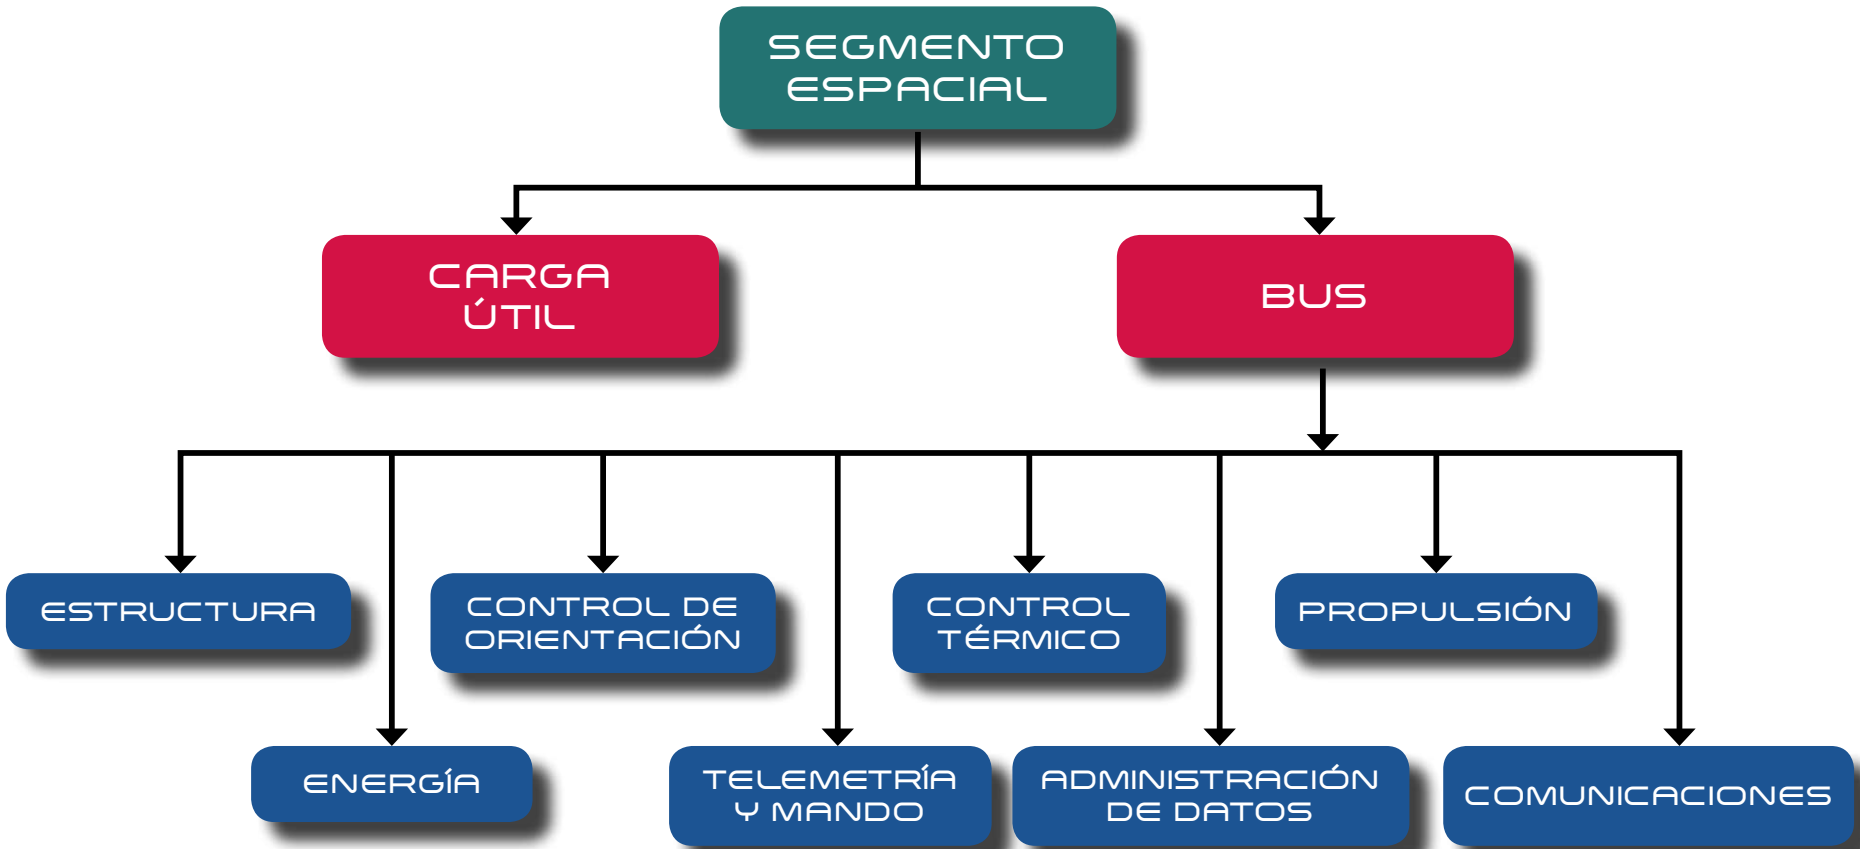 SEGMENTO
ESPACIAL
CARGA
ÚTIL
BUS
ESTRUCTURA
CONTROL DE
ORIENTACIÓN
CONTROL
TÉRMICO
PROPULSIÓN
ENERGÍA
TELEMETRÍA
Y MANDO
ADMINISTRACIÓN
DE DATOS
COMUNICACIONES